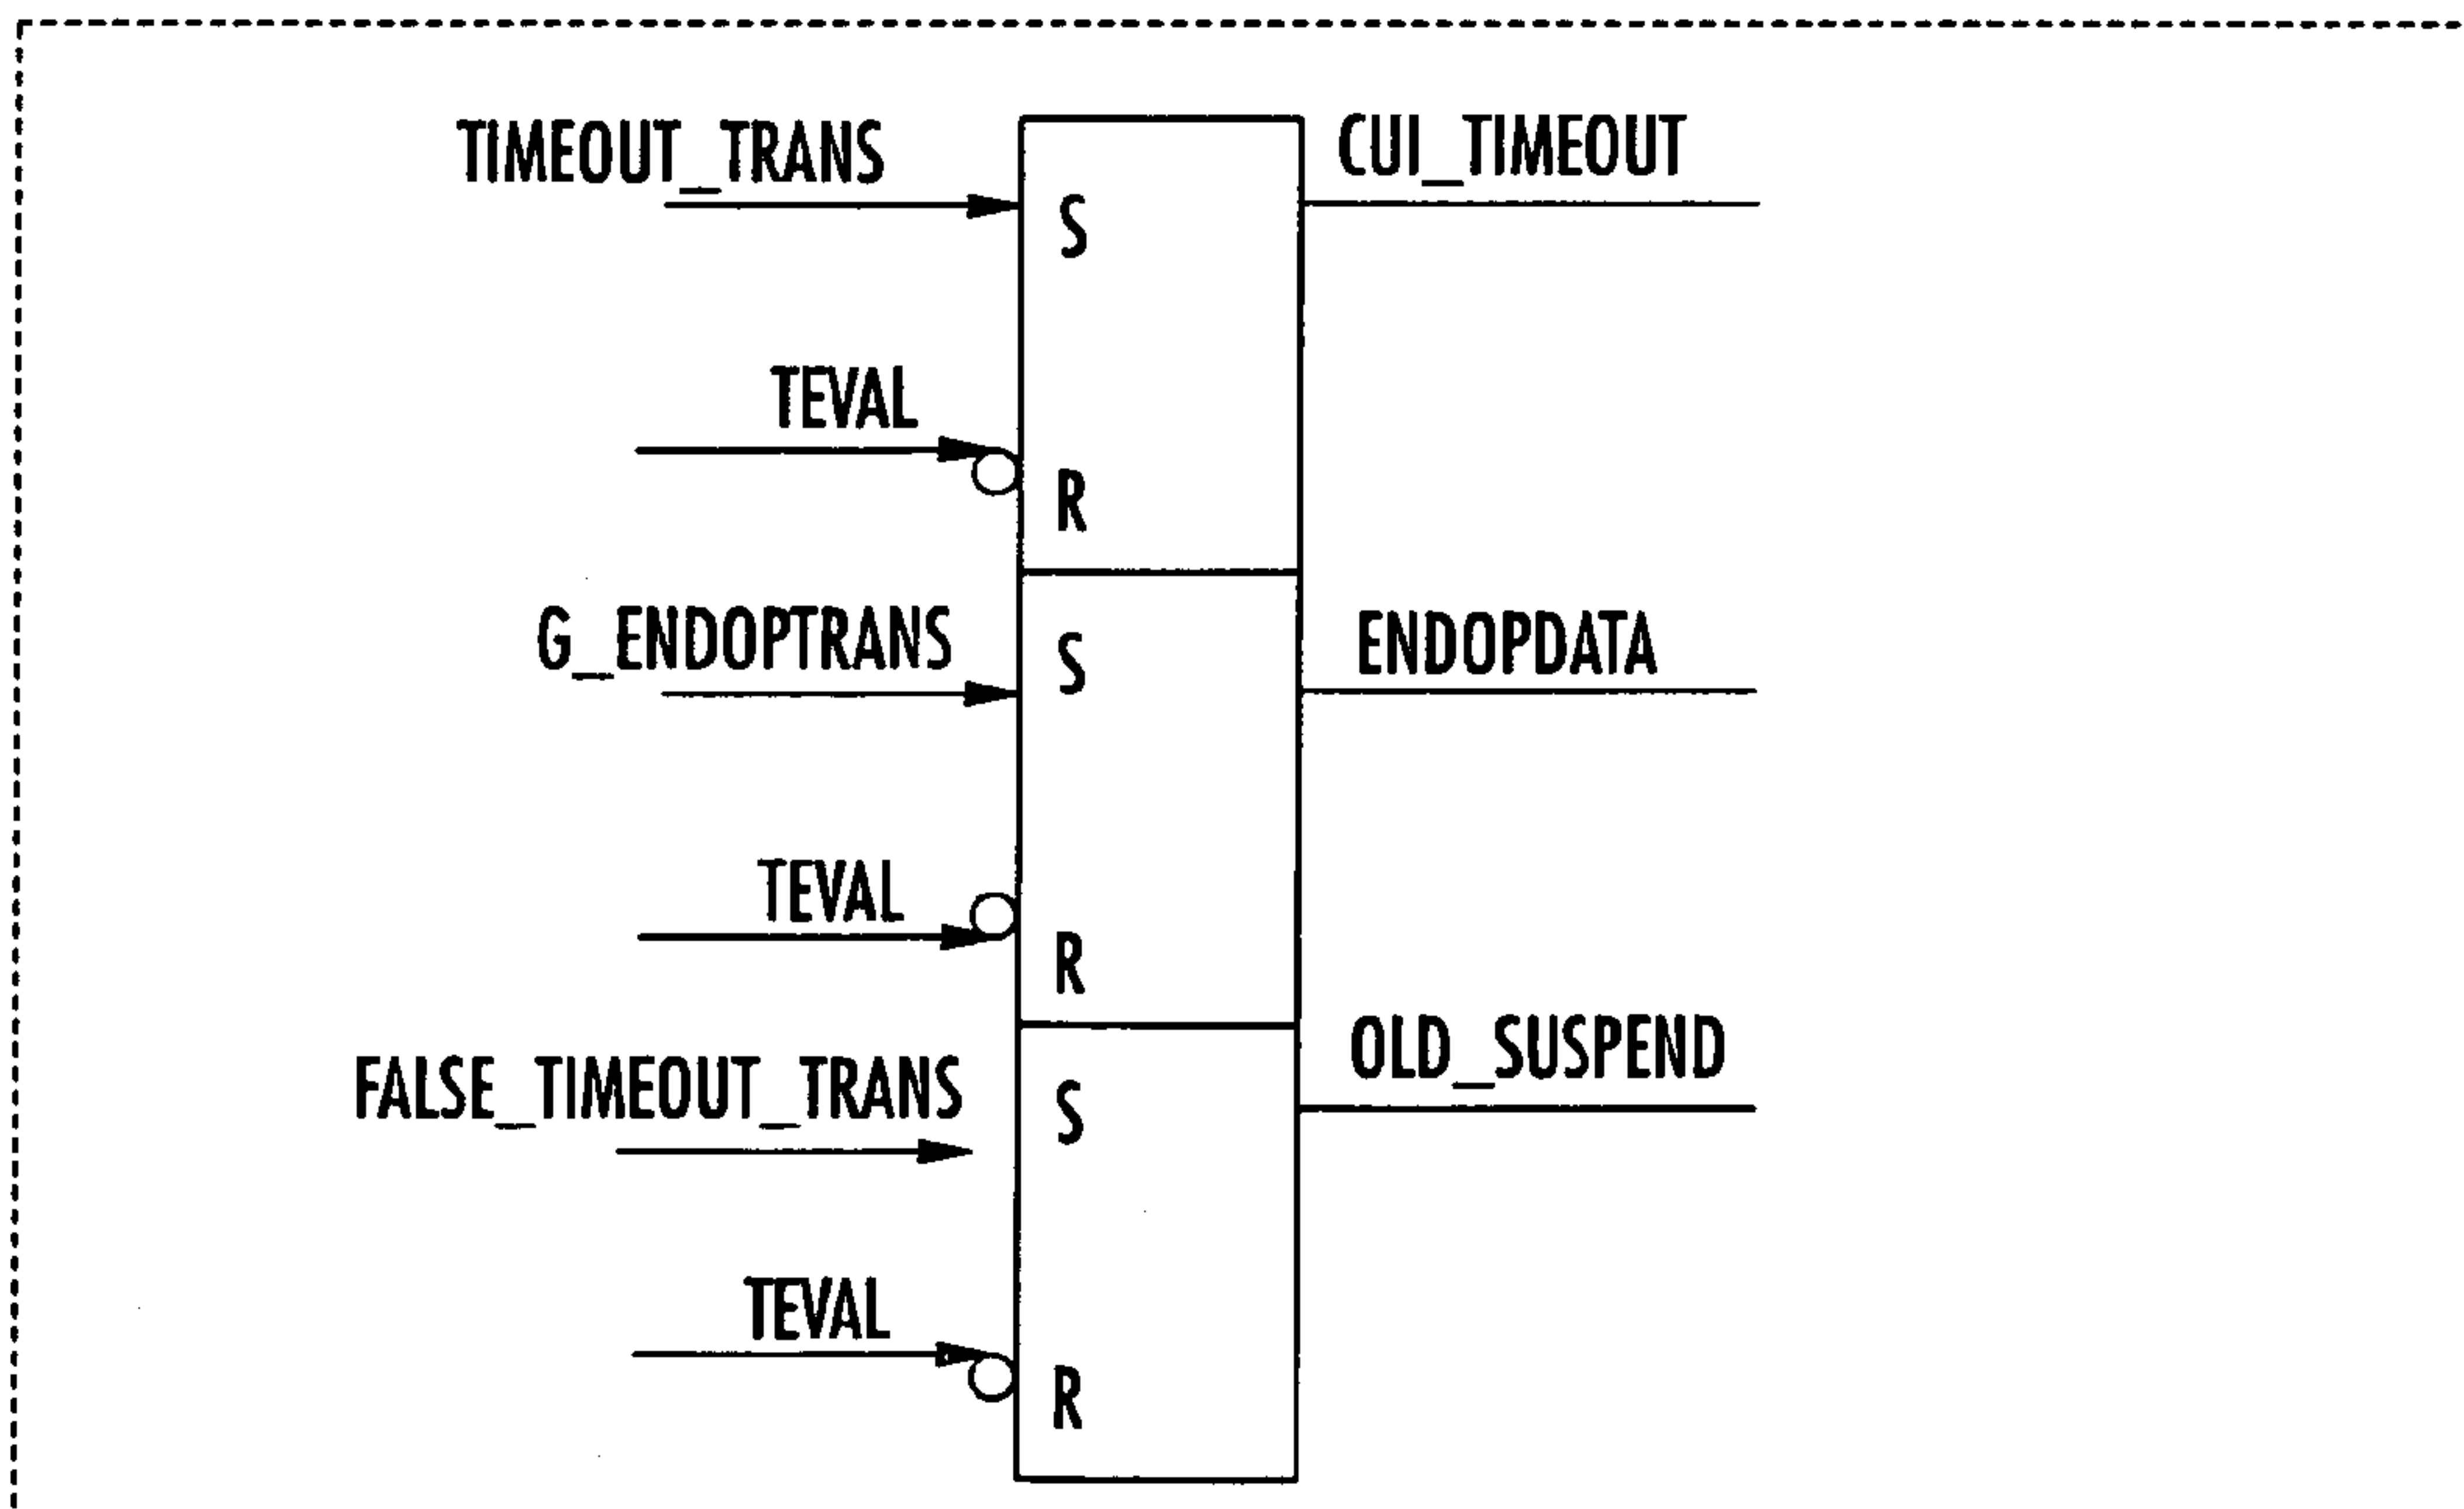 TIMEOUT_TRANS CUI_TIMEOUT
S
TEVAL
R
G_ENDOPTRANS ENDOPDATA
S
TEVAL
R
OLD_SUSPEND
FALSE_TIMEOUT_TRANS
S
TEVAL
R